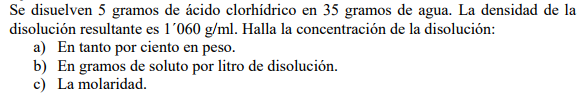 Se disuelven 5 gramos de ácido clorhídrico en 35 gramos de agua. La densidad de la
disolución resultante es 1´060 g/ml. Halla la concentración de la disolución:
a) En tanto por ciento en peso.
b) En gramos de soluto por litro de disolución.
c) La molaridad.